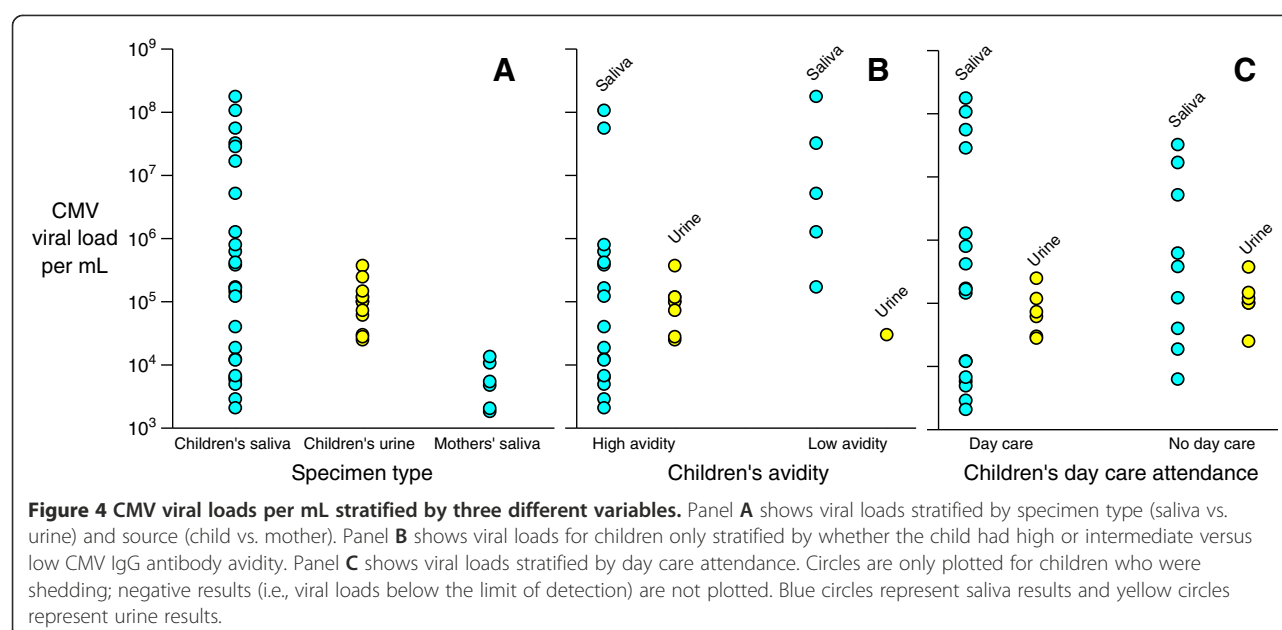 A
B
C
10⁹
10⁸
10⁷
10⁶
10⁵
10⁴
10³
CMV
viral load
per mL
Saliva
Urine
Saliva
Urine
Saliva
Urine
Saliva
Urine
Children's saliva
Children's urine
Mothers' saliva
High avidity
Low avidity
Day care
No day care
Specimen type
Children's avidity
Children's day care attendance
Figure 4 CMV viral loads per mL stratified by three different variables. Panel A shows viral loads stratified by specimen type (saliva vs.
urine) and source (child vs. mother). Panel B shows viral loads for children only stratified by whether the child had high or intermediate versus
low CMV IgG antibody avidity. Panel C shows viral loads stratified by day care attendance. Circles are only plotted for children who were
shedding; negative results (i.e., viral loads below the limit of detection) are not plotted. Blue circles represent saliva results and yellow circles
represent urine results.